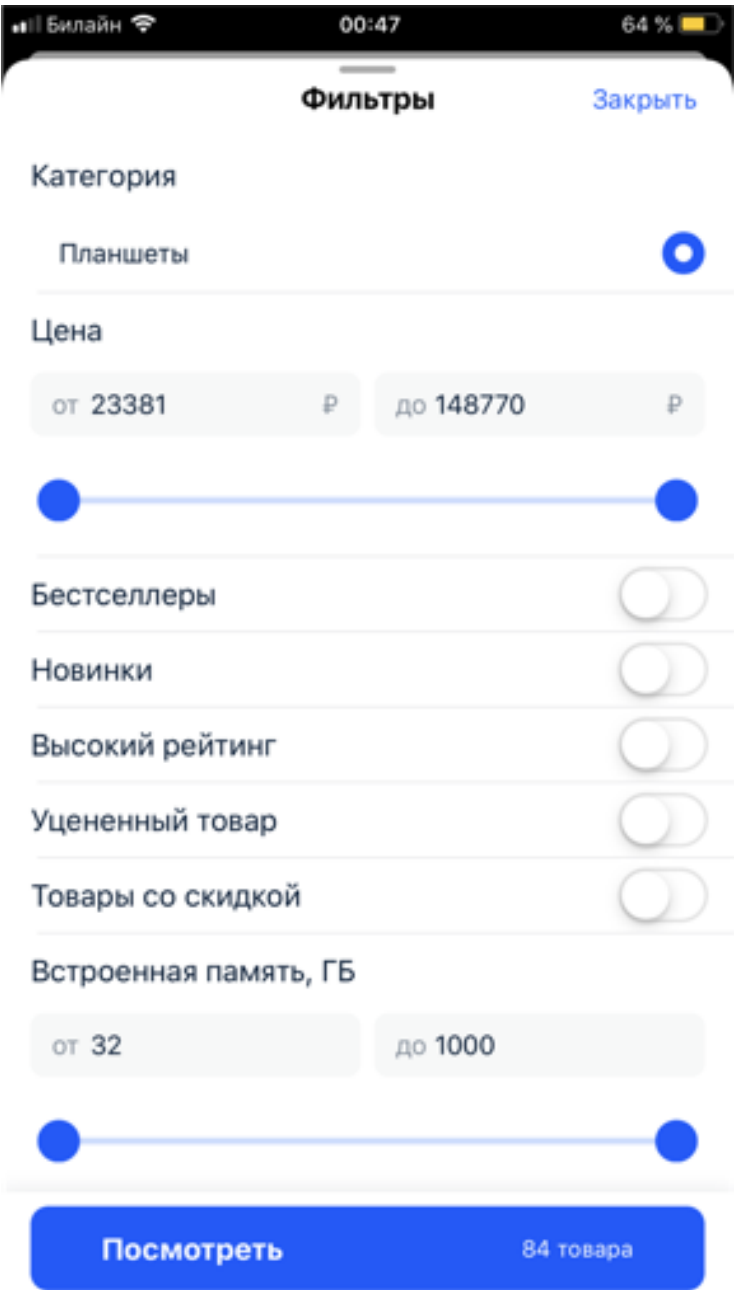 Билайн 00:47 64 %
Фильтры Закрыть
Категория
Планшеты
Цена
от 23381 ₽ до 148770 ₽
Бестселлеры
Новинки
Высокий рейтинг
Уцененный товар
Товары со скидкой
Встроенная память, ГБ
от 32 до 1000
Посмотреть 84 товара